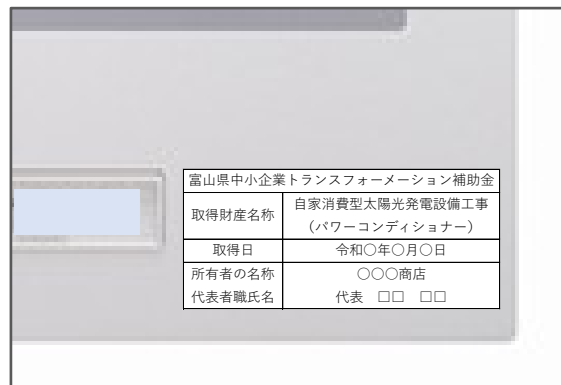 富山県中小企業トランスフォーメーション補助金
取得財産名称 自家消費型太陽光発電設備工事
(パワーコンディショナー)
取得日 令和○年○月○日
所有者の名称 ○○○商店
代表者職氏名 代表 □□ □□